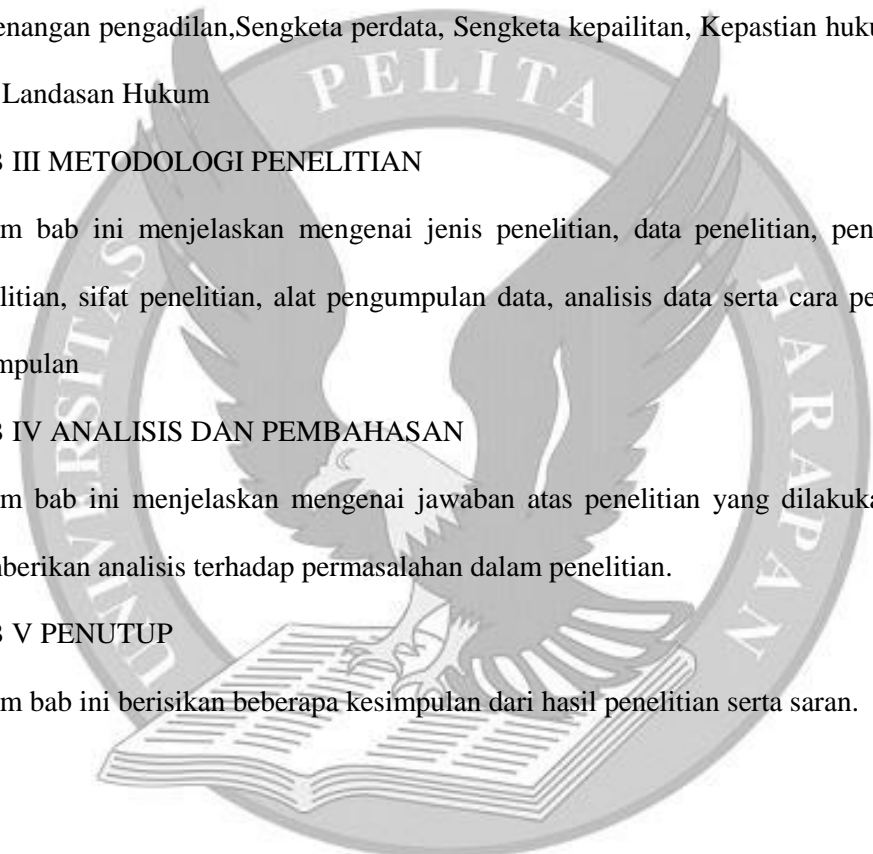 enangan pengadilan,Sengketa perdata, Sengketa kepailitan, Kepastian huku
Landasan Hukum
III METODOLOGI PENELITIAN
m bab ini menjelaskan mengenai jenis penelitian, data penelitian, pen
litian, sifat penelitian, alat pengumpulan data, analisis data serta cara pe
mpulan
IV ANALISIS DAN PEMBAHASAN
m bab ini menjelaskan mengenai jawaban atas penelitian yang dilakuka
berikan analisis terhadap permasalahan dalam penelitian.
V PENUTUP
m bab ini berisikan beberapa kesimpulan dari hasil penelitian serta saran.
UNIVERSITAS PELITA HARAPAN